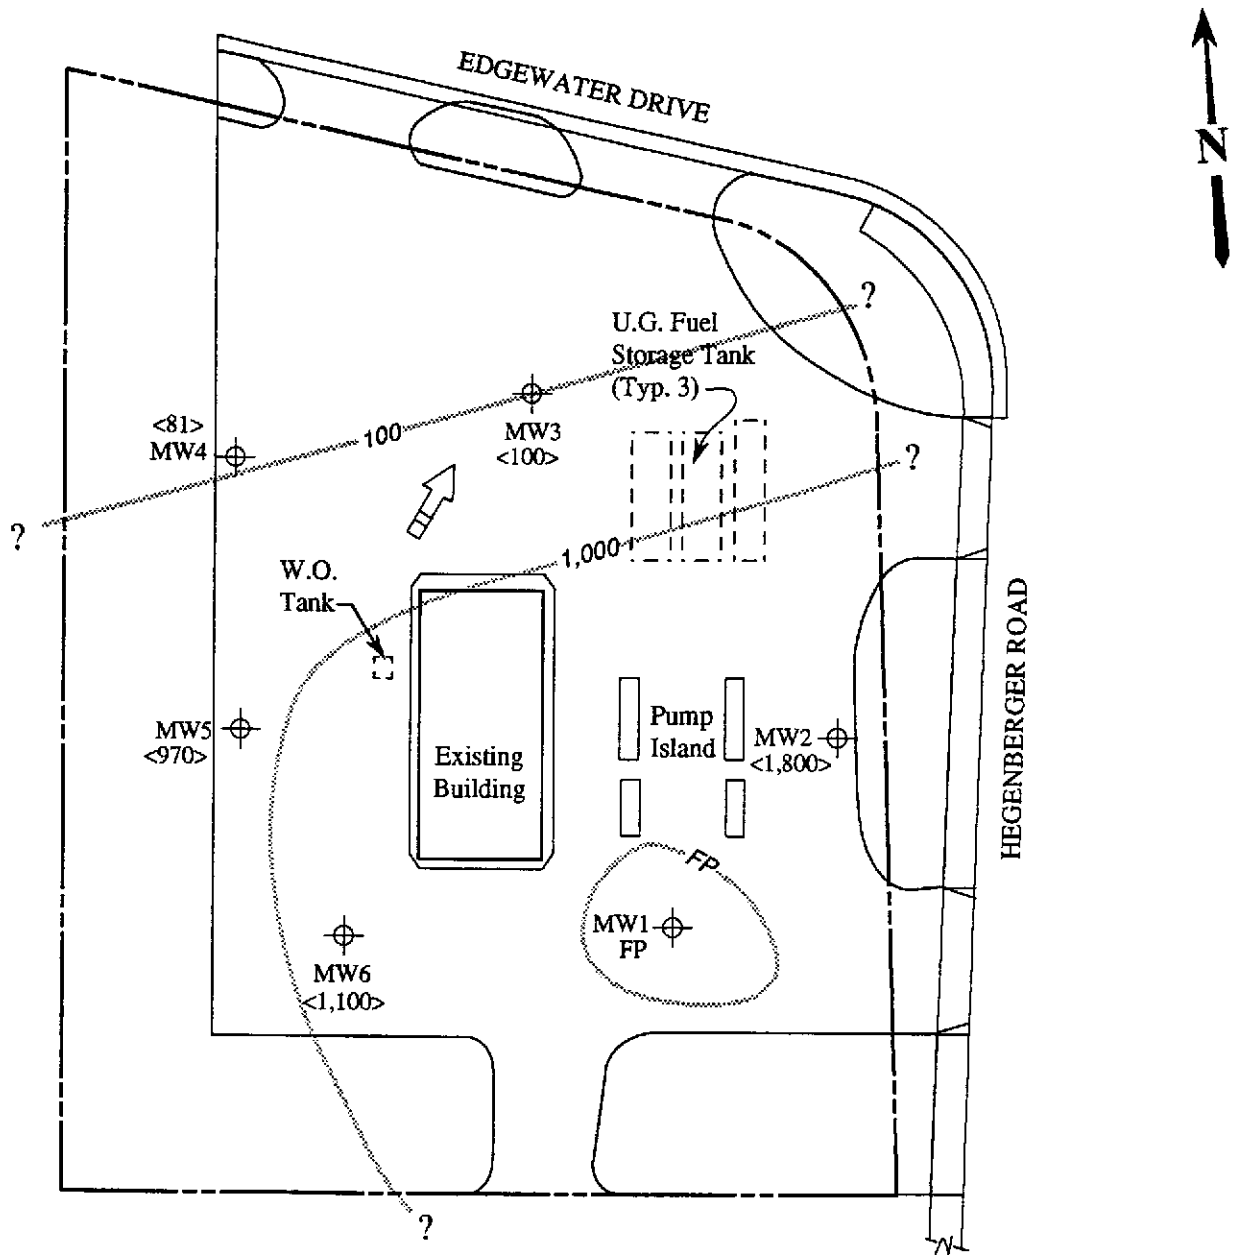 EDGEWATER DRIVE
N
?
U.G. Fuel
Storage Tank
(Typ. 3)
<81>
MW4
100
MW3
<100>
?
?
1,000
W.O.
Tank
HEGENBERGER ROAD
MW5
<970>
Existing
Building
Pump
Island
MW2
<1,800>
FP
MW1
FP
MW6
<1,100>
?
N